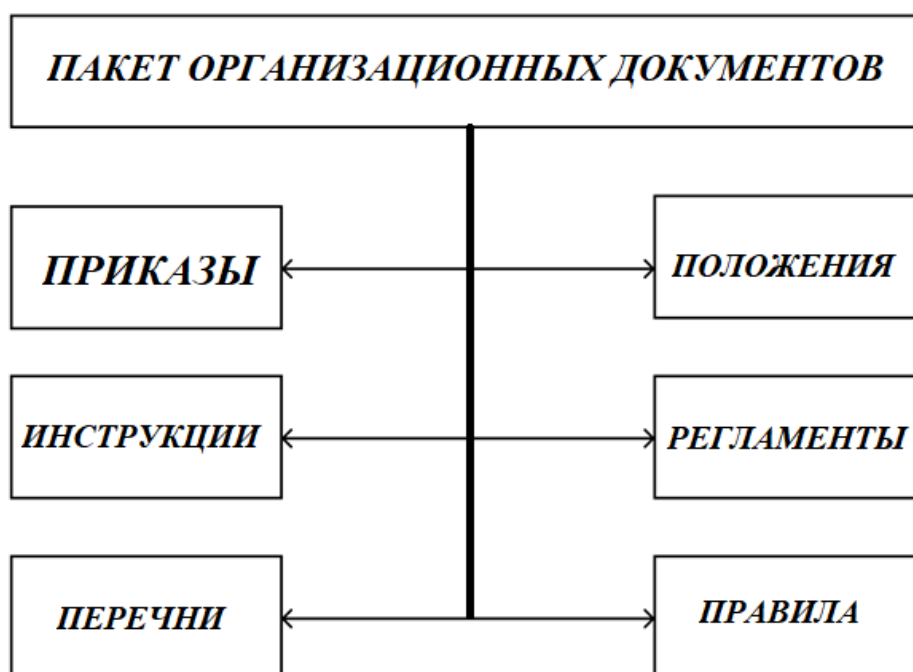 ПАКЕТ ОРГАНИЗАЦИОННЫХ ДОКУМЕНТОВ
ПРИКАЗЫ
ПОЛОЖЕНИЯ
ИНСТРУКЦИИ
РЕГЛАМЕНТЫ
ПЕРЕЧНИ
ПРАВИЛА